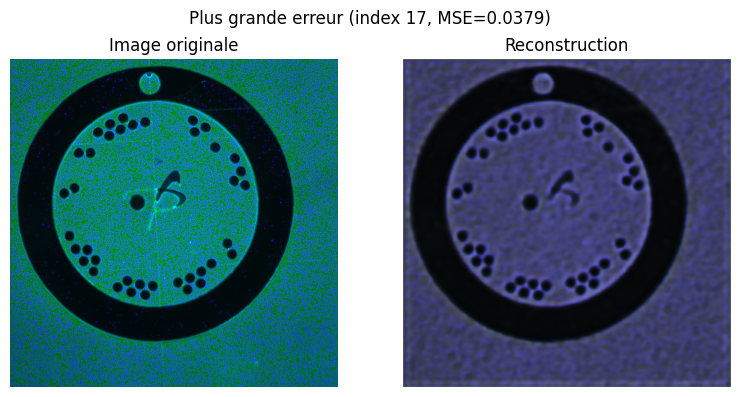 Plus grande erreur (index 17, MSE=0.0379)
Image originale
Reconstruction